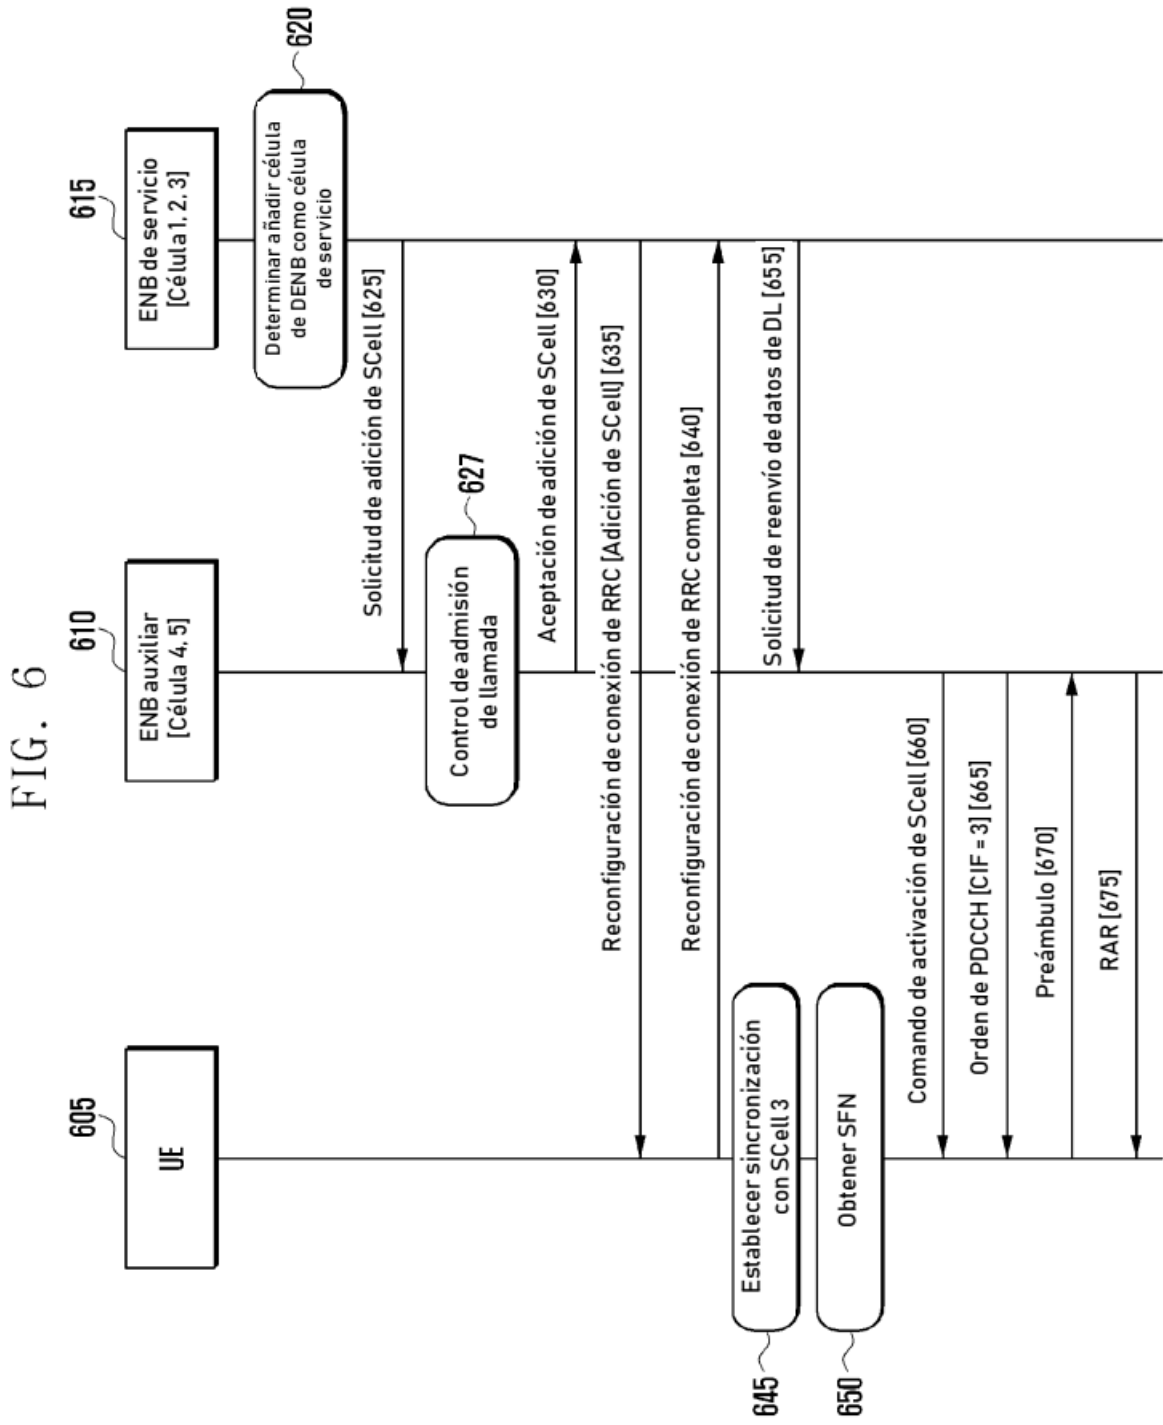 FIG. 6
605
610
615
UE
ENB auxiliar
[Célula 4, 5]
ENB de servicio
[Célula 1, 2, 3]
620
Determinar añadir célula
de DENB como célula
de servicio
Solicitud de adición de SCell [625]
627
Control de admisión
de llamada
Aceptación de adición de SCell [630]
Reconfiguración de conexión de RRC [Adición de SCell] [635]
Reconfiguración de conexión de RRC completa [640]
645
Establecer sincronización
con SCell 3
Solicitud de reenvío de datos de DL [655]
650
Obtener SFN
Comando de activación de SCell [660]
Orden de PDCCH [CIF = 3] [665]
Preámbulo [670]
RAR [675]